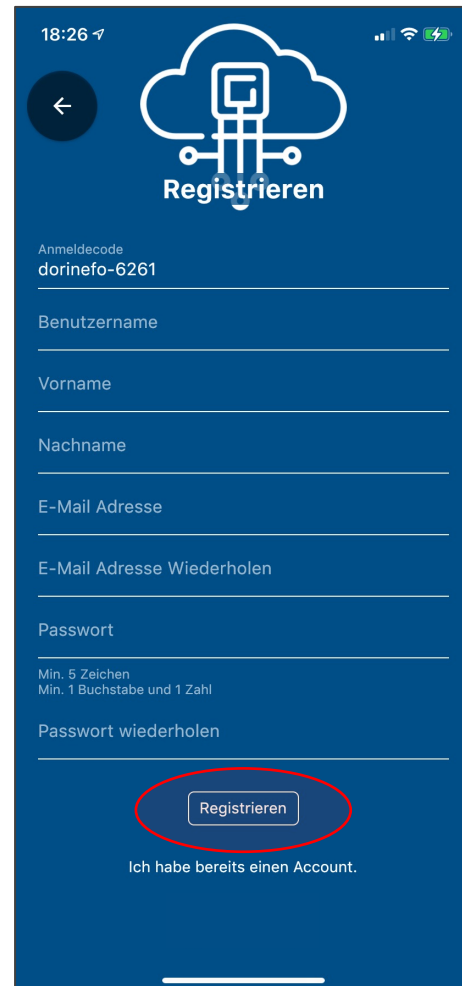 18:26
Registrieren
Anmeldecode
dorinefo-6261
Benutzername
Vorname
Nachname
E-Mail Adresse
E-Mail Adresse Wiederholen
Passwort
Min. 5 Zeichen
Min. 1 Buchstabe und 1 Zahl
Passwort wiederholen
Registrieren
Ich habe bereits einen Account.